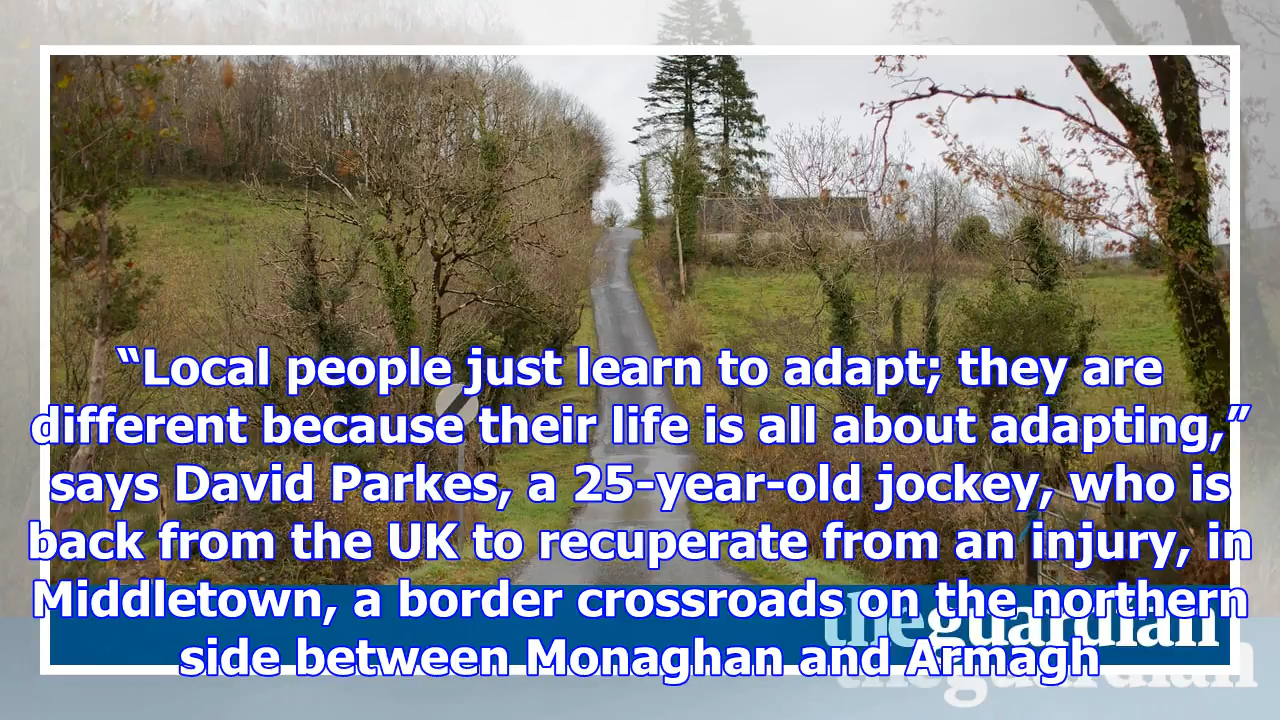 “Local people just learn to adapt; they are
different because their life is all about adapting,”
says David Parkes, a 25-year-old jockey, who is
back from the UK to recuperate from an injury, in
Middletown, a border crossroads on the northern
side between Monaghan and Armagh
theguardian
theguardian